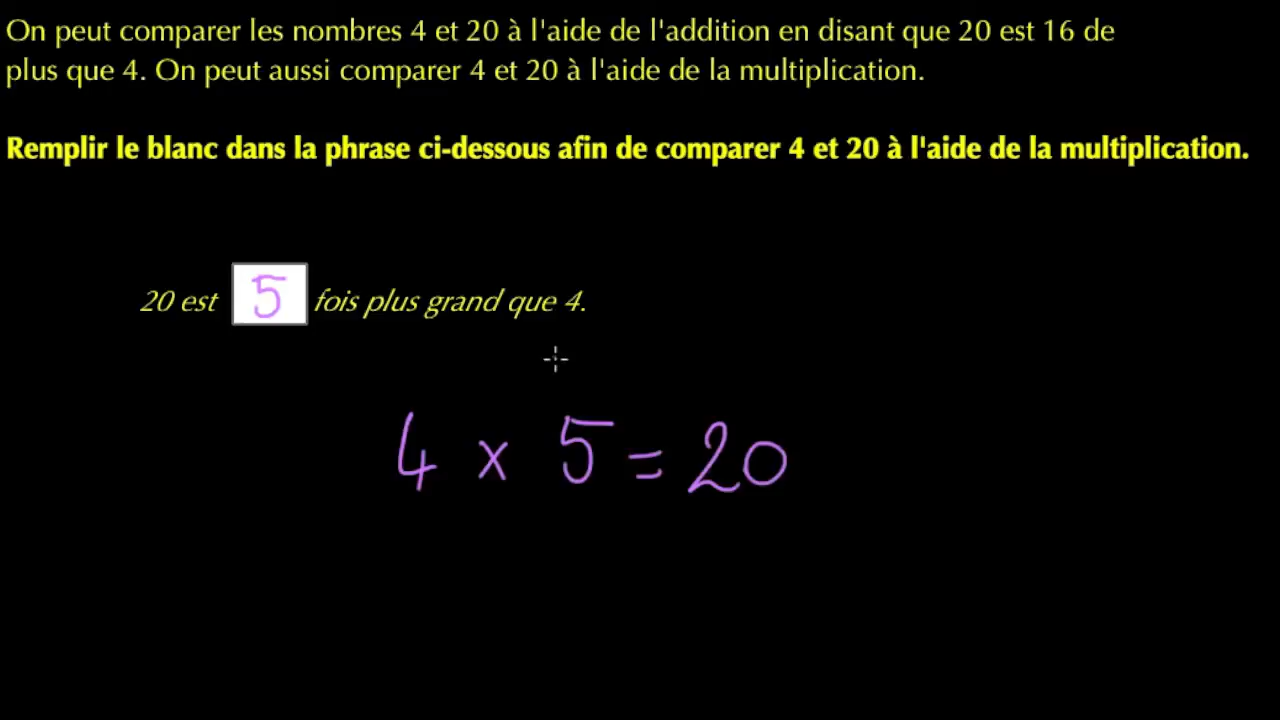 On peut comparer les nombres 4 et 20 à l'aide de l'addition en disant que 20 est 16 de
plus que 4. On peut aussi comparer 4 et 20 à l'aide de la multiplication.
Remplir le blanc dans la phrase ci-dessous afin de comparer 4 et 20 à l'aide de la multiplication.
20 est 5 fois plus grand que 4.
4 x 5 = 20